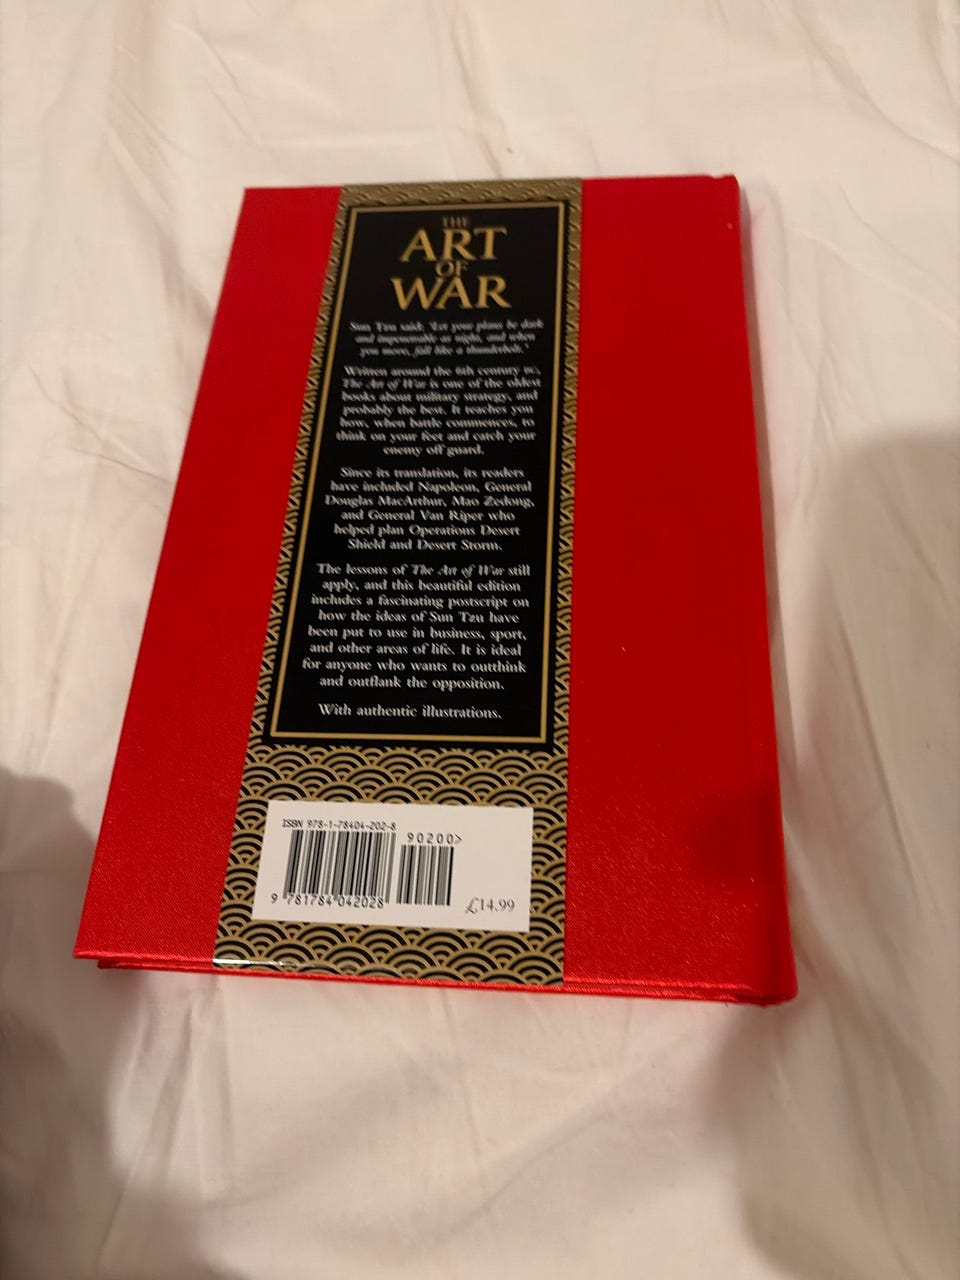 THE
ART
OF
WAR
Sun Tzu said: 'Let your plans be dark
and impenetrable as night, and when
you move, fall like a thunderbolt.'
Written around the 6th century BC,
The Art of War is one of the oldest
books about military strategy, and
probably the best. It teaches you
how, when battle commences, to
think on your feet and catch your
enemy off guard.
Since its translation, its readers
have included Napoleon, General
Douglas MacArthur, Mao Zedong,
and General Van Riper who
helped plan Operations Desert
Shield and Desert Storm.
The lessons of The Art of War still
apply, and this beautiful edition
includes a fascinating postscript on
how the ideas of Sun Tzu have
been put to use in business, sport,
and other areas of life. It is ideal
for anyone who wants to outthink
and outflank the opposition.
With authentic illustrations.
ISBN 978-1-78404-202-8
90200>
9 781784 042028
£14.99